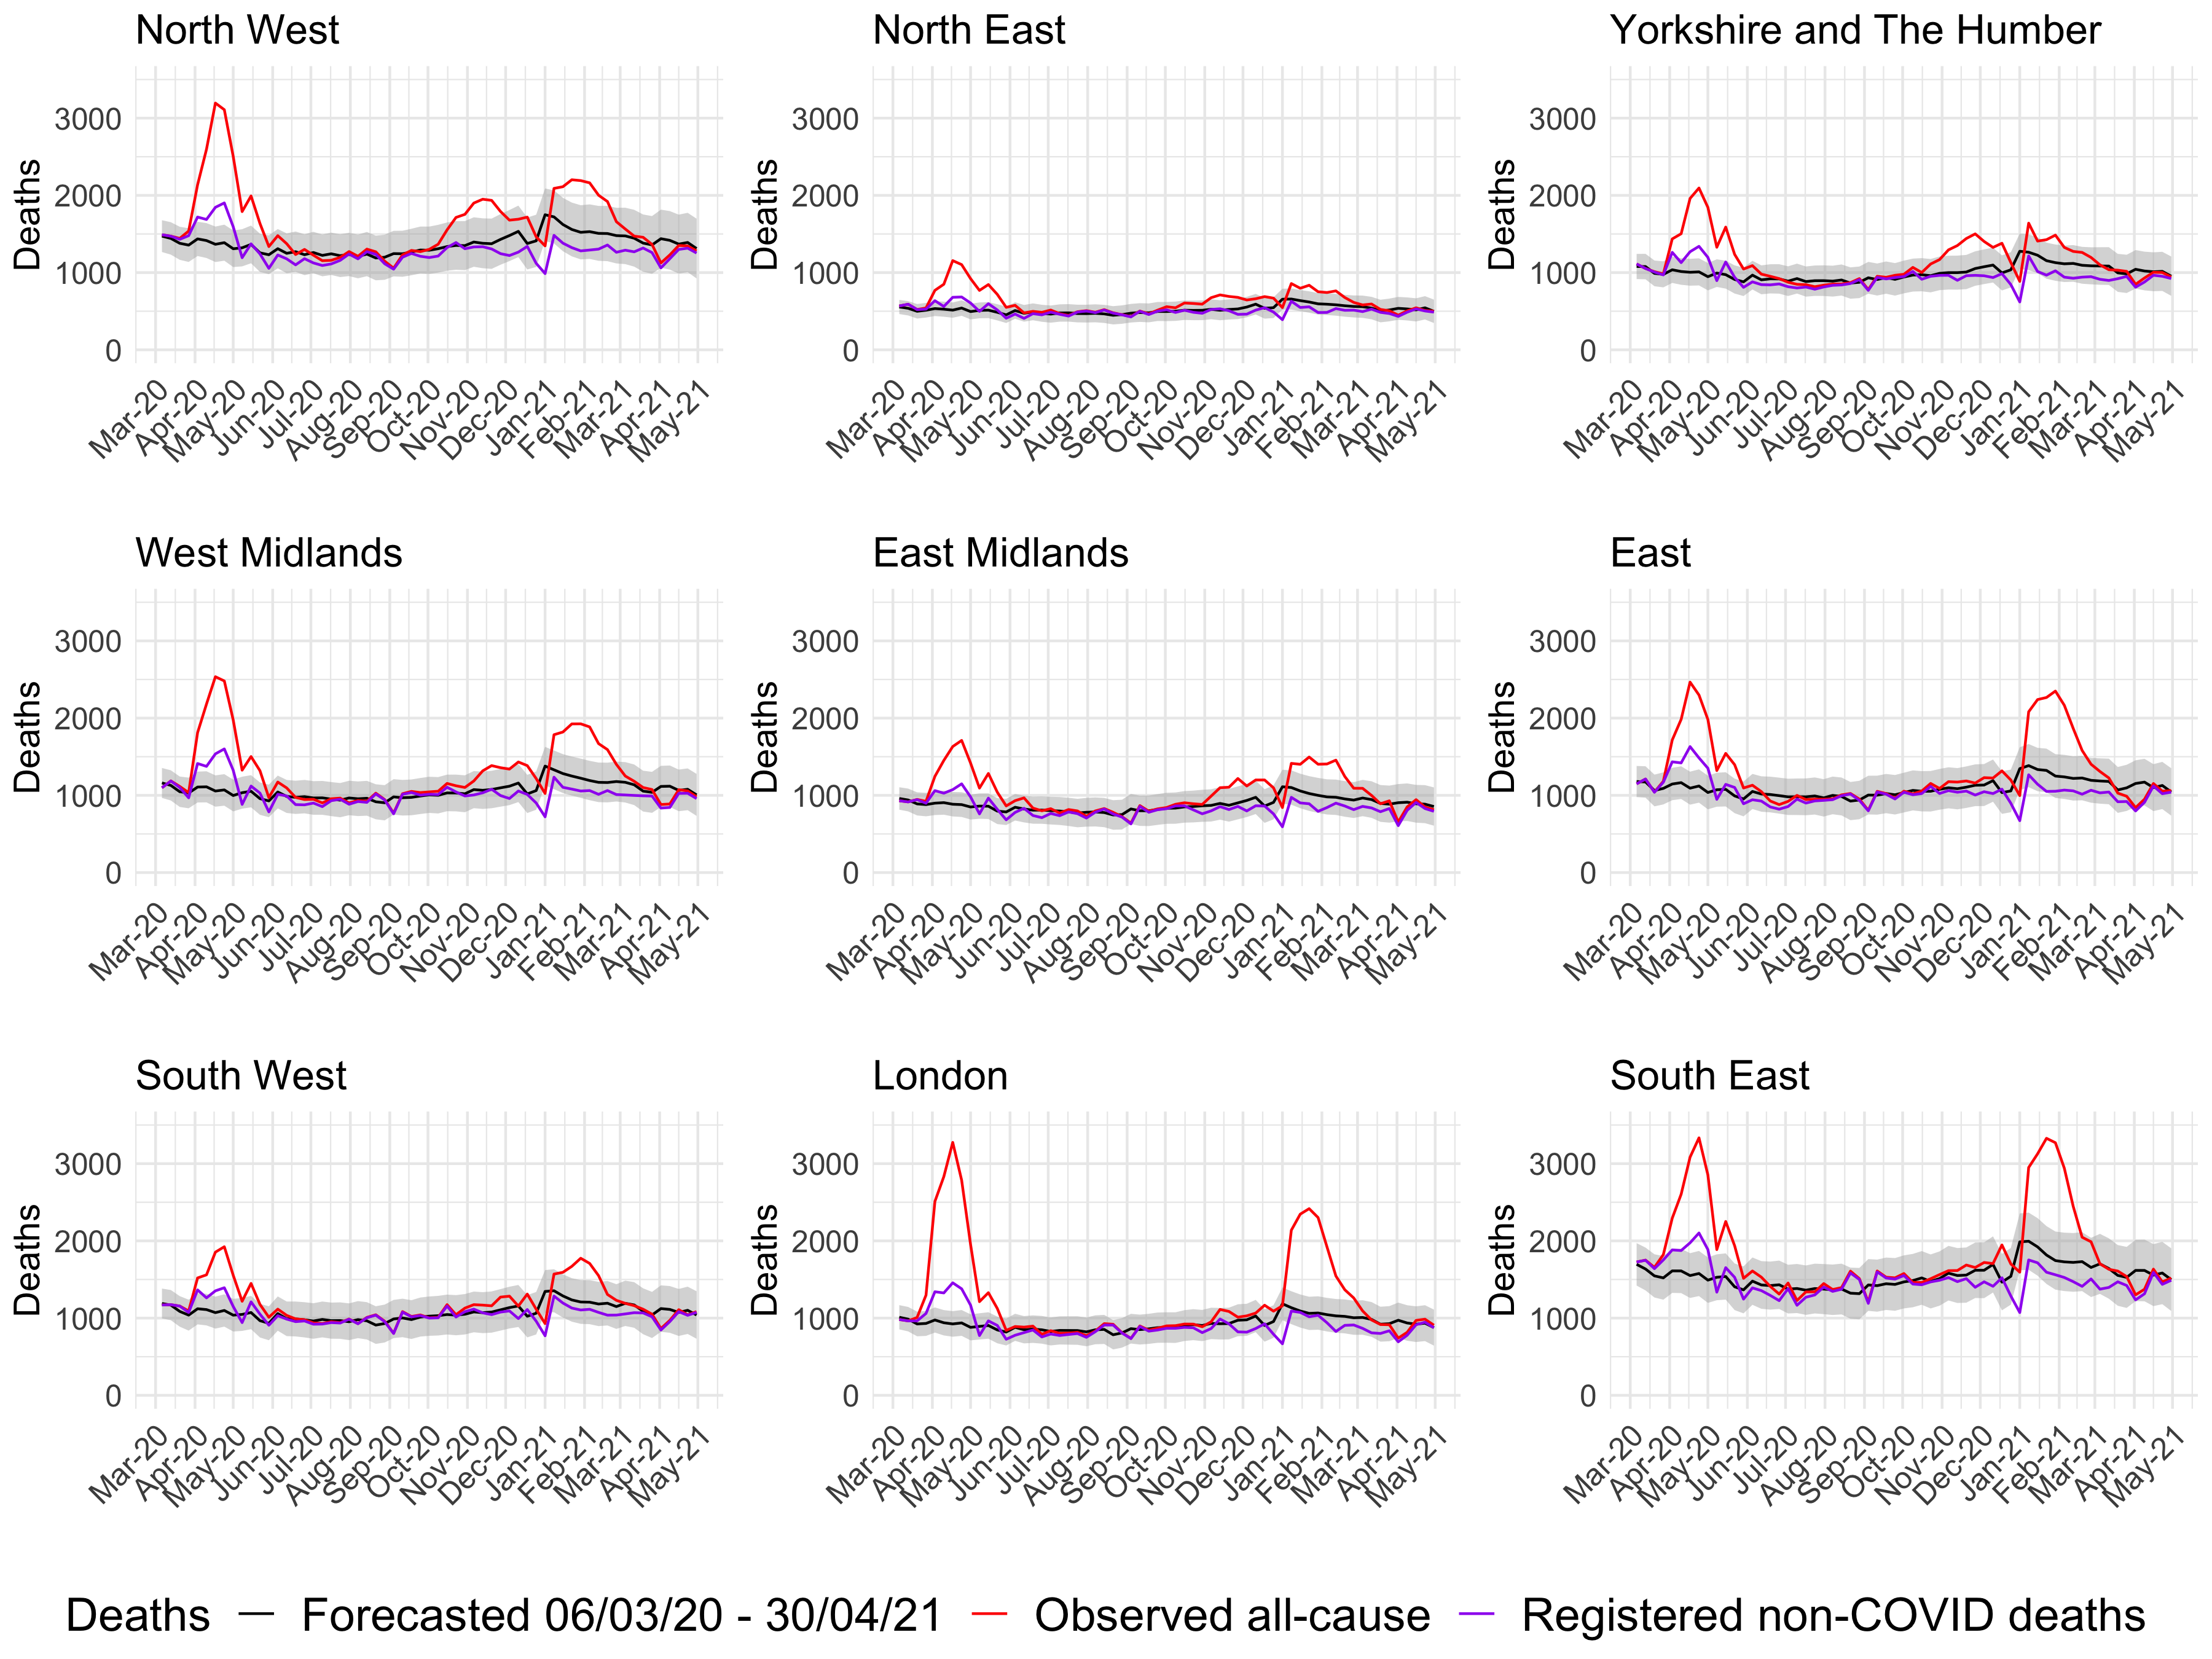 North West
North East
Yorkshire and The Humber
Deaths
3000
2000
1000
0
Mar-20
Apr-20
May-20
Jun-20
Jul-20
Aug-20
Sep-20
Oct-20
Nov-20
Dec-20
Jan-21
Feb-21
Mar-21
Apr-21
May-21
Deaths
3000
2000
1000
0
Mar-20
Apr-20
May-20
Jun-20
Jul-20
Aug-20
Sep-20
Oct-20
Nov-20
Dec-20
Jan-21
Feb-21
Mar-21
Apr-21
May-21
Deaths
3000
2000
1000
0
Mar-20
Apr-20
May-20
Jun-20
Jul-20
Aug-20
Sep-20
Oct-20
Nov-20
Dec-20
Jan-21
Feb-21
Mar-21
Apr-21
May-21
West Midlands
East Midlands
East
Deaths
3000
2000
1000
0
Mar-20
Apr-20
May-20
Jun-20
Jul-20
Aug-20
Sep-20
Oct-20
Nov-20
Dec-20
Jan-21
Feb-21
Mar-21
Apr-21
May-21
Deaths
3000
2000
1000
0
Mar-20
Apr-20
May-20
Jun-20
Jul-20
Aug-20
Sep-20
Oct-20
Nov-20
Dec-20
Jan-21
Feb-21
Mar-21
Apr-21
May-21
Deaths
3000
2000
1000
0
Mar-20
Apr-20
May-20
Jun-20
Jul-20
Aug-20
Sep-20
Oct-20
Nov-20
Dec-20
Jan-21
Feb-21
Mar-21
Apr-21
May-21
South West
London
South East
Deaths
3000
2000
1000
0
Mar-20
Apr-20
May-20
Jun-20
Jul-20
Aug-20
Sep-20
Oct-20
Nov-20
Dec-20
Jan-21
Feb-21
Mar-21
Apr-21
May-21
Deaths
3000
2000
1000
0
Mar-20
Apr-20
May-20
Jun-20
Jul-20
Aug-20
Sep-20
Oct-20
Nov-20
Dec-20
Jan-21
Feb-21
Mar-21
Apr-21
May-21
Deaths
3000
2000
1000
0
Mar-20
Apr-20
May-20
Jun-20
Jul-20
Aug-20
Sep-20
Oct-20
Nov-20
Dec-20
Jan-21
Feb-21
Mar-21
Apr-21
May-21
Deaths Forecasted 06/03/20 - 30/04/21 Observed all-cause Registered non-COVID deaths